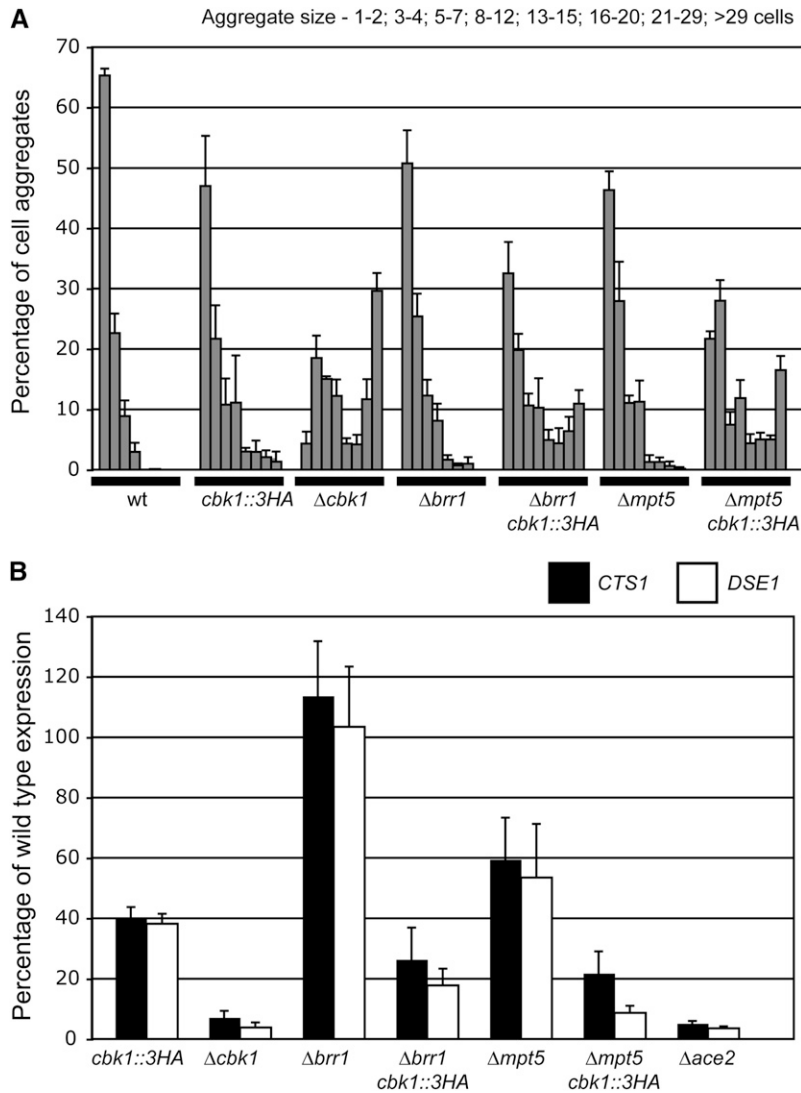 A
Aggregate size - 1-2; 3-4; 5-7; 8-12; 13-15; 16-20; 21-29; >29 cells
Percentage of cell aggregates
70
60
50
40
30
20
10
0
wt
cbk1::3HA
Δcbk1
Δbrr1
Δbrr1
cbk1::3HA
Δmpt5
Δmpt5
cbk1::3HA
B
CTS1
DSE1
Percentage of wild type expression
140
120
100
80
60
40
20
0
cbk1::3HA
Δcbk1
Δbrr1
Δbrr1
cbk1::3HA
Δmpt5
Δmpt5
cbk1::3HA
Δace2